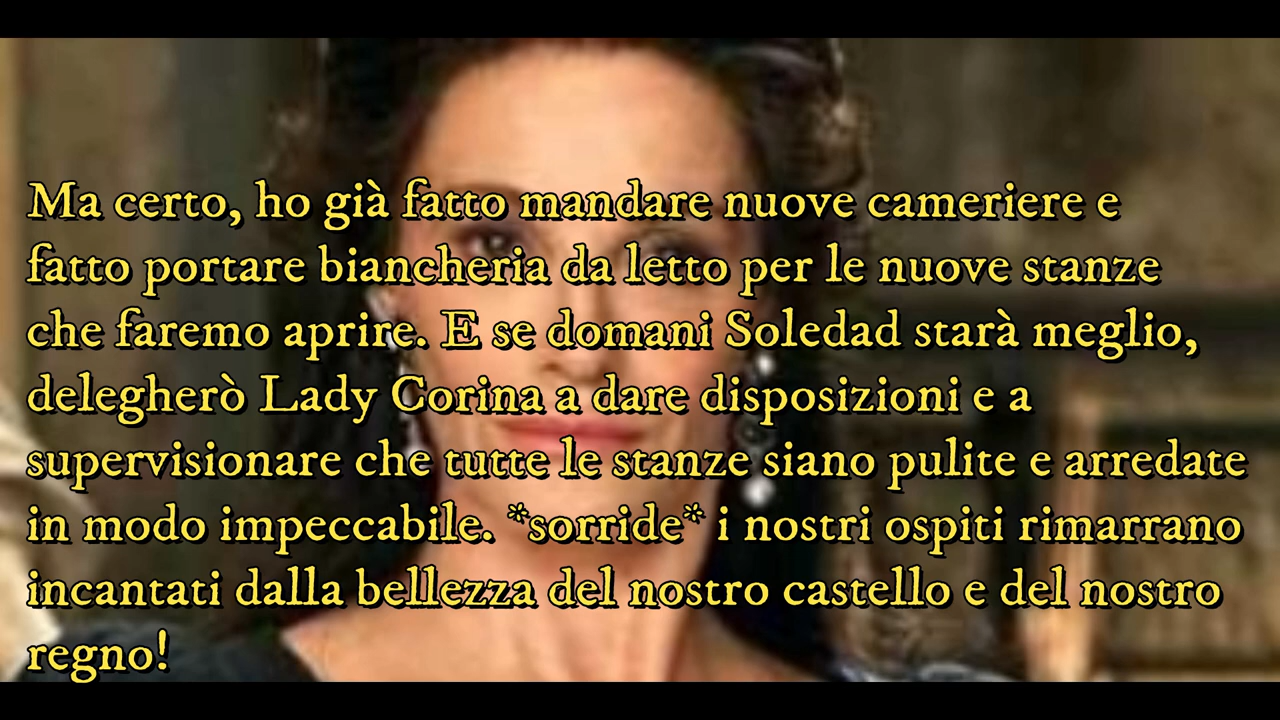 Ma certo, ho già fatto mandare nuove cameriere e
fatto portare biancheria da letto per le nuove stanze
che faremo aprire. E se domani Soledad starà meglio,
delegherò Lady Corina a dare disposizioni e a
supervisionare che tutte le stanze siano pulite e arredate
in modo impeccabile. *sorride* i nostri ospiti rimarrano
incantati dalla bellezza del nostro castello e del nostro
regno!